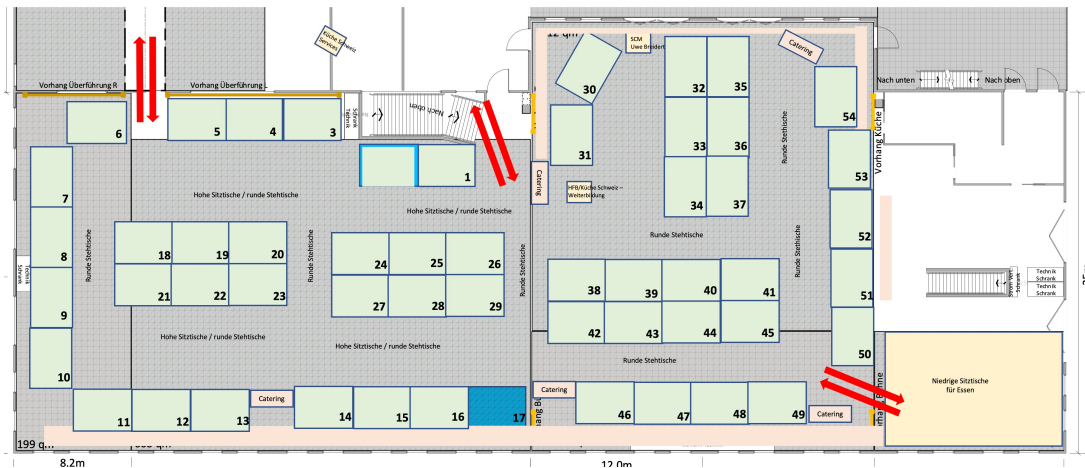 12 qm
SCM
Uwe Breidert
Catering
Küche Schweiz
Services
Nach unten
Nach oben
Vorhang Überführung R
Vorhang Überführung
30
32
35
54
6
5
4
3
Schrank
Technik
Nach oben
31
33
36
Runde Stehtische
Vorhang Küche
1
53
7
Catering
HFB/Küche Schweiz –
Weiterbildung
34
37
Hohe Sitztische / runde Stehtische
Hohe Sitztische / runde Stehtische
52
8
Runde Stehtische
18
19
20
Runde Stehtische
24
25
26
Runde Stehtische
Runde Stehtische
Runde Stehtische
Technik
Schrank
21
22
23
27
28
29
38
39
40
41
51
Schrank
Technik
Schrank
Technik
Schrank
9
42
43
44
45
Hohe Sitztische / runde Stehtische
Hohe Sitztische / runde Stehtische
Runde Stehtische
50
10
Niedrige Sitztische
für Essen
11
12
13
Catering
14
15
16
17
Catering
46
47
48
49
Catering
199 qm
8.2m
12.0m